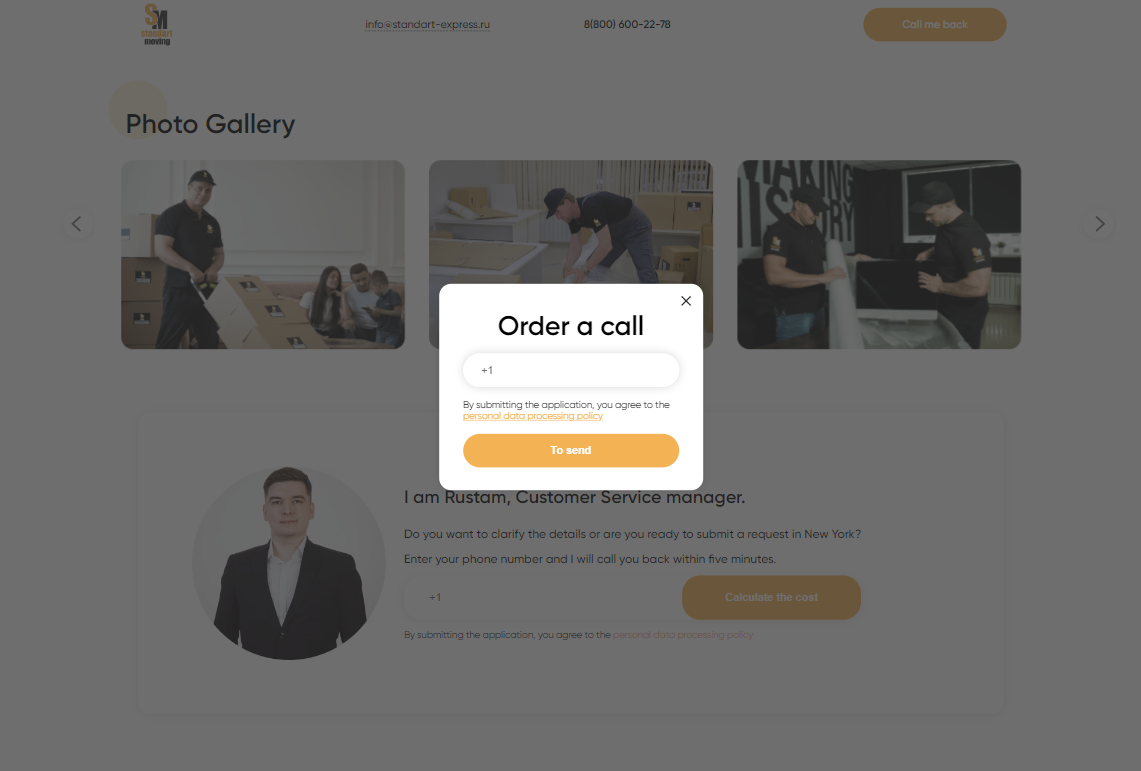 SM
standart
moving
info@standart-express.ru
8(800) 600-22-78
Call me back
Photo Gallery
MAKING
Order a call
+1
By submitting the application, you agree to the
personal data processing policy
To send
I am Rustam, Customer Service manager.
Do you want to clarify the details or are you ready to submit a request in New York?
Enter your phone number and I will call you back within five minutes.
+1
Calculate the cost
By submitting the application, you agree to the personal data processing policy